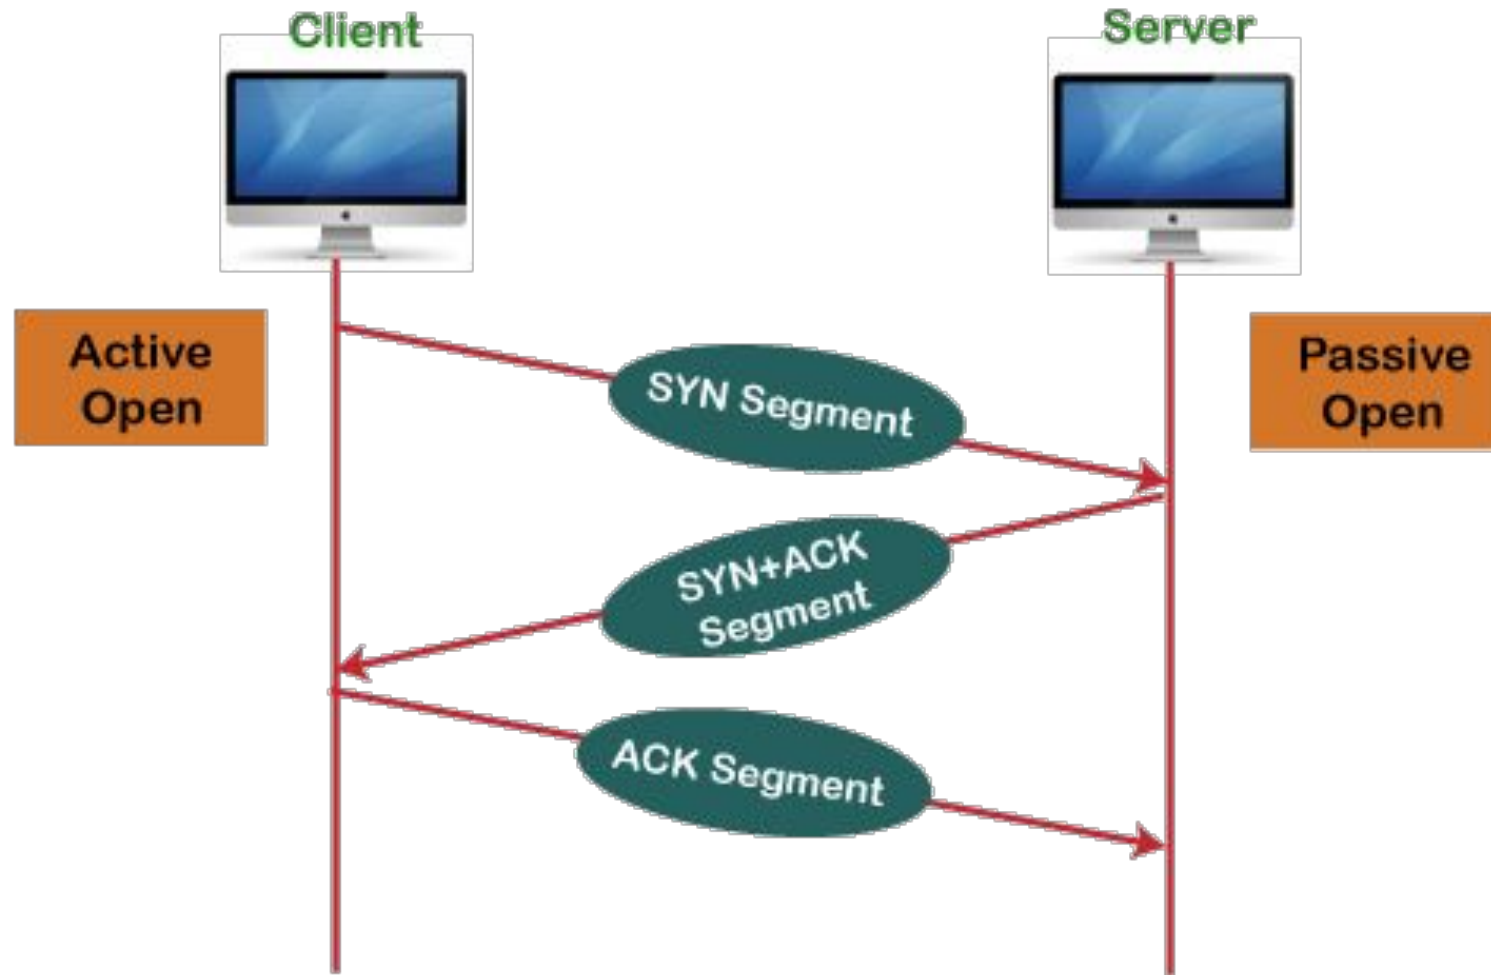 Client
Server
Active
Open
Passive
Open
SYN Segment
SYN+ACK
Segment
ACK Segment